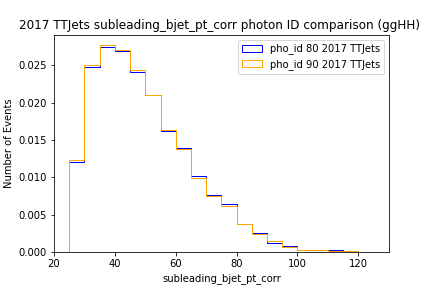 2017 TTJets subleading_bjet_pt_corr photon ID comparison (ggHH)
pho_id 80 2017 TTJets
pho_id 90 2017 TTJets
Number of Events
0.025
0.020
0.015
0.010
0.005
0.000
20 40 60 80 100 120
subleading_bjet_pt_corr